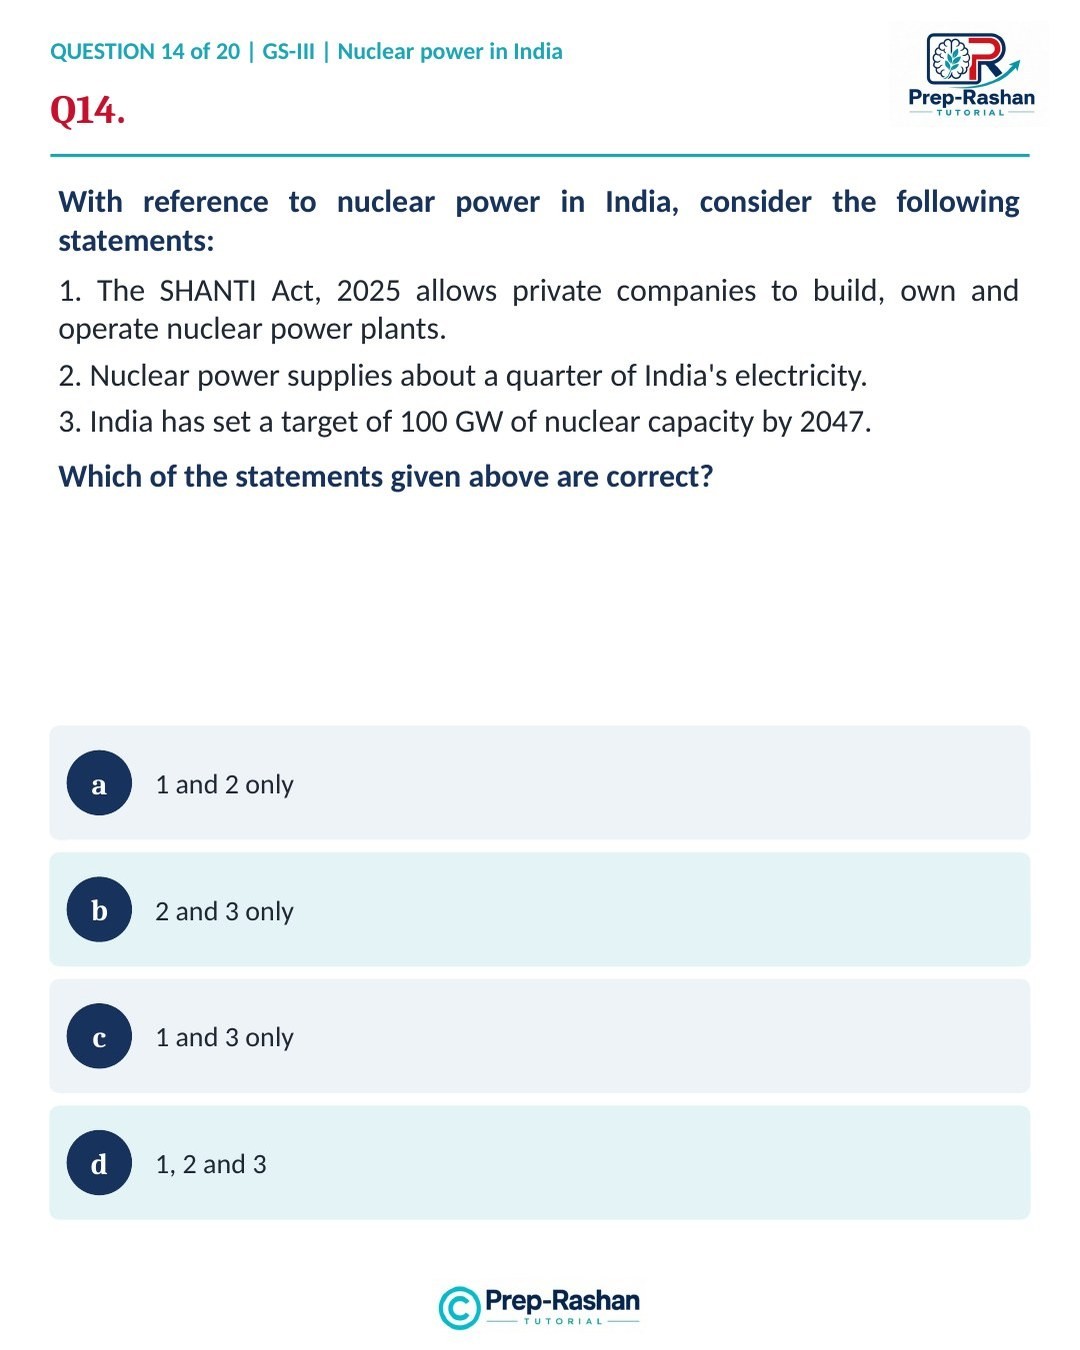 QUESTION 14 of 20 | GS-III | Nuclear power in India
Q14.
R
Prep-Rashan
TUTORIAL
With reference to nuclear power in India, consider the following
statements:
1. The SHANTI Act, 2025 allows private companies to build, own and
operate nuclear power plants.
2. Nuclear power supplies about a quarter of India's electricity.
3. India has set a target of 100 GW of nuclear capacity by 2047.
Which of the statements given above are correct?
a 1 and 2 only
b 2 and 3 only
c 1 and 3 only
d 1, 2 and 3
© Prep-Rashan
TUTORIAL